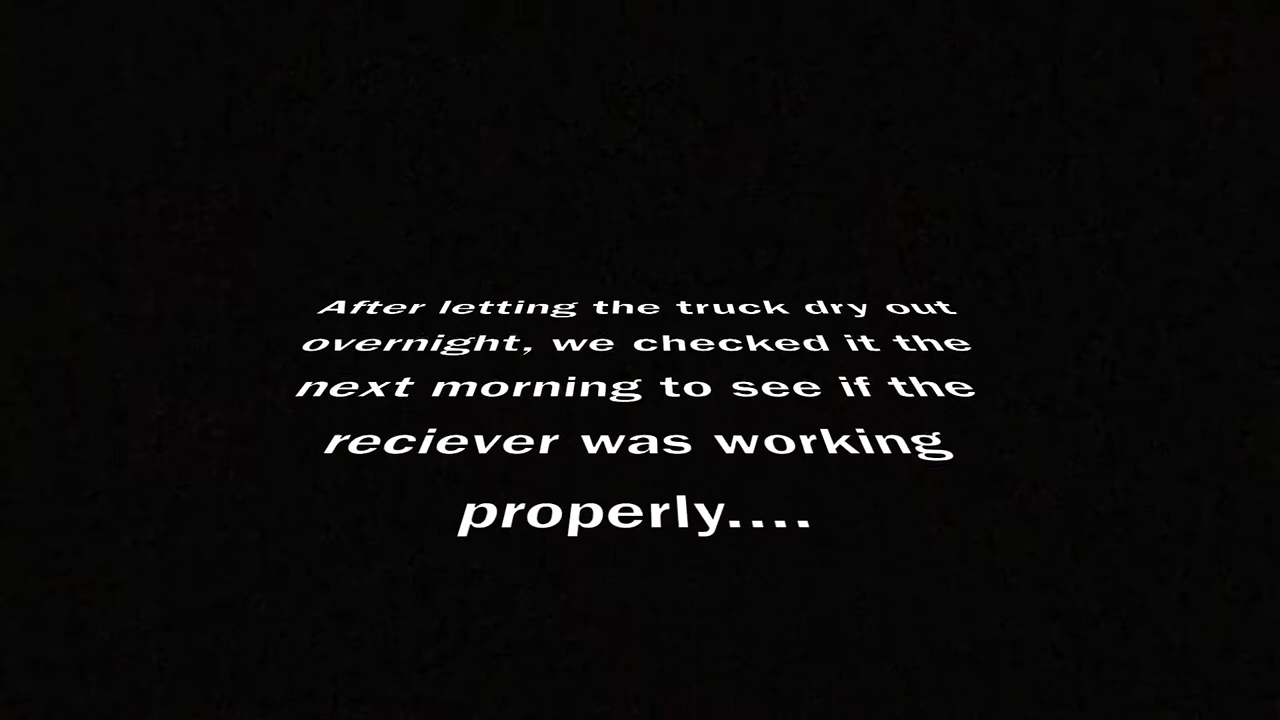 After letting the truck dry out
overnight, we checked it the
next morning to see if the
reciever was working
properly....